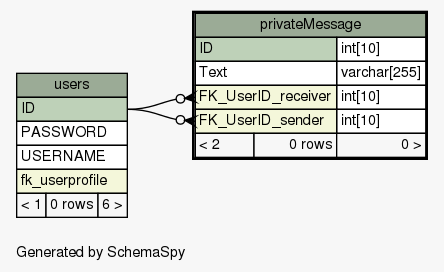 privateMessage
ID int[10]
Text varchar[255]
FK_UserID_receiver int[10]
FK_UserID_sender int[10]
< 2 0 rows 0 >
users
ID
PASSWORD
USERNAME
fk_userprofile
< 1 0 rows 6 >
Generated by SchemaSpy